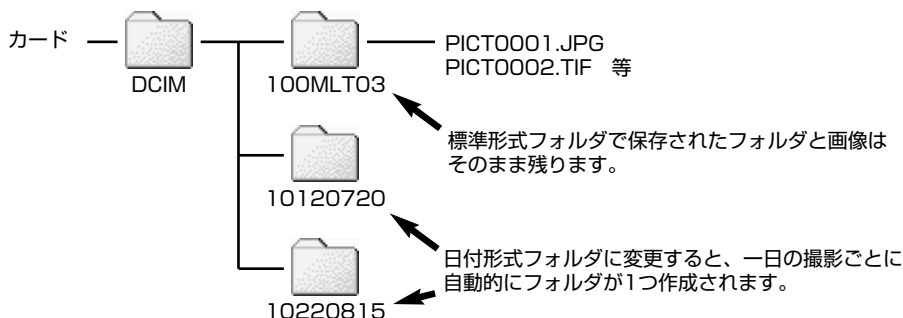 カード
DCIM
100MLT03
PICT0001.JPG
PICT0002.TIF 等
標準形式フォルダで保存されたフォルダと画像は
そのまま残ります。
10120720
日付形式フォルダに変更すると、一日の撮影ごとに
自動的にフォルダが1つ作成されます。
10220815